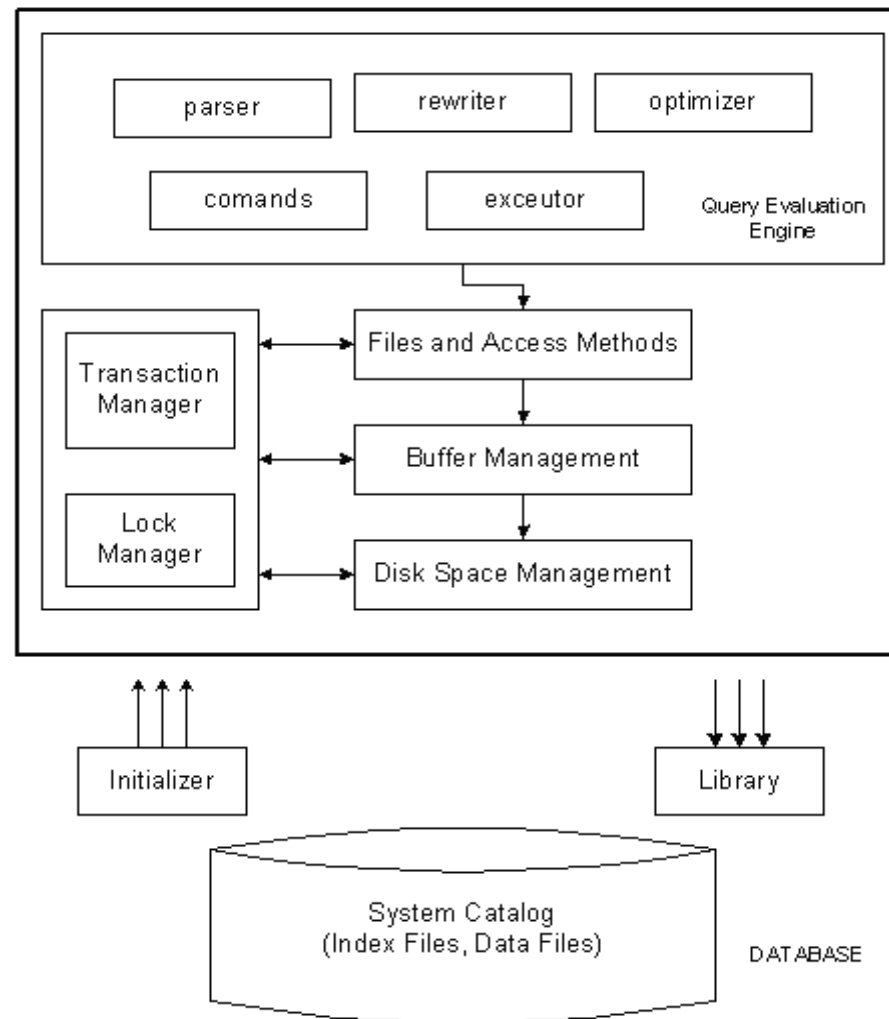 parser
rewriter
optimizer
comands
exceutor
Query Evaluation
Engine
Files and Access Methods
Transaction
Manager
Buffer Management
Lock
Manager
Disk Space Management
Initializer
Library
System Catalog
(Index Files, Data Files)
DATABASE